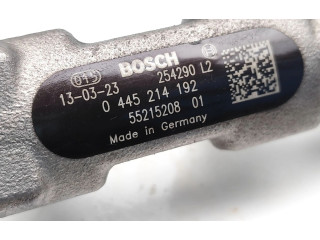 BOSCH
13-03-23 254290 L2
0 445 214 192
55215208 01
Made in Germany